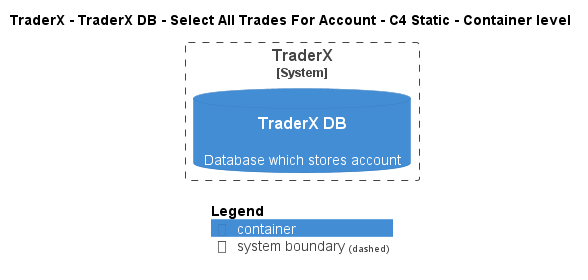 TraderX - TraderX DB - Select All Trades For Account - C4 Static - Container level
TraderX
[System]
TraderX DB
Database which stores account
Legend
container
system boundary (dashed)